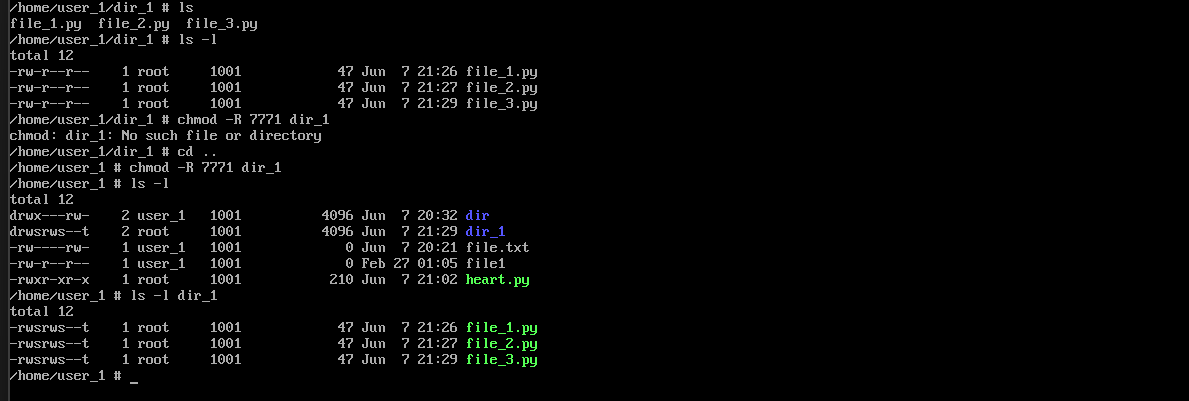 /home/user_1/dir_1 # ls
file_1.py  file_2.py  file_3.py
/home/user_1/dir_1 # ls -l
total 12
-rw-r--r--    1 root     1001            47 Jun  7 21:26 file_1.py
-rw-r--r--    1 root     1001            47 Jun  7 21:27 file_2.py
-rw-r--r--    1 root     1001            47 Jun  7 21:29 file_3.py
/home/user_1/dir_1 # chmod -R 7771 dir_1
chmod: dir_1: No such file or directory
/home/user_1/dir_1 # cd ..
/home/user_1 # chmod -R 7771 dir_1
/home/user_1 # ls -l
total 12
drwx---rw-    2 user_1   1001          4096 Jun  7 20:32 dir
drwsrws--t    2 root     1001          4096 Jun  7 21:29 dir_1
-rw----rw-    1 user_1   1001             0 Jun  7 20:21 file.txt
-rw-r--r--    1 user_1   1001             0 Feb 27 01:05 file1
-rwxr-xr-x    1 root     1001           210 Jun  7 21:02 heart.py
/home/user_1 # ls -l dir_1
total 12
-rwsrws--t    1 root     1001            47 Jun  7 21:26 file_1.py
-rwsrws--t    1 root     1001            47 Jun  7 21:27 file_2.py
-rwsrws--t    1 root     1001            47 Jun  7 21:29 file_3.py
/home/user_1 # _